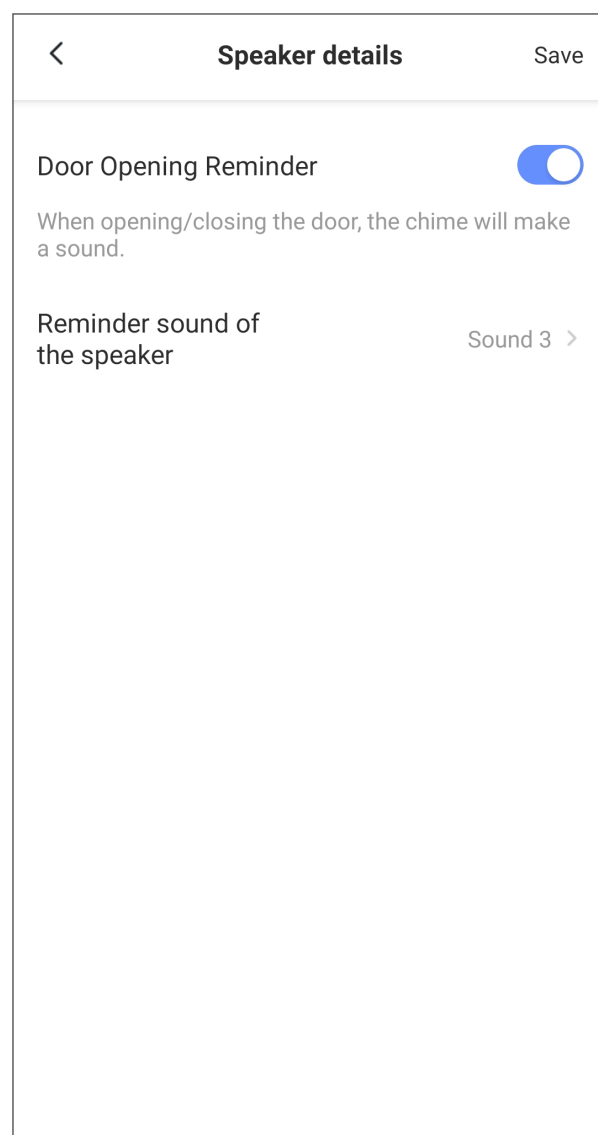 Speaker details
Save
Door Opening Reminder
When opening/closing the door, the chime will make
a sound.
Reminder sound of
the speaker
Sound 3